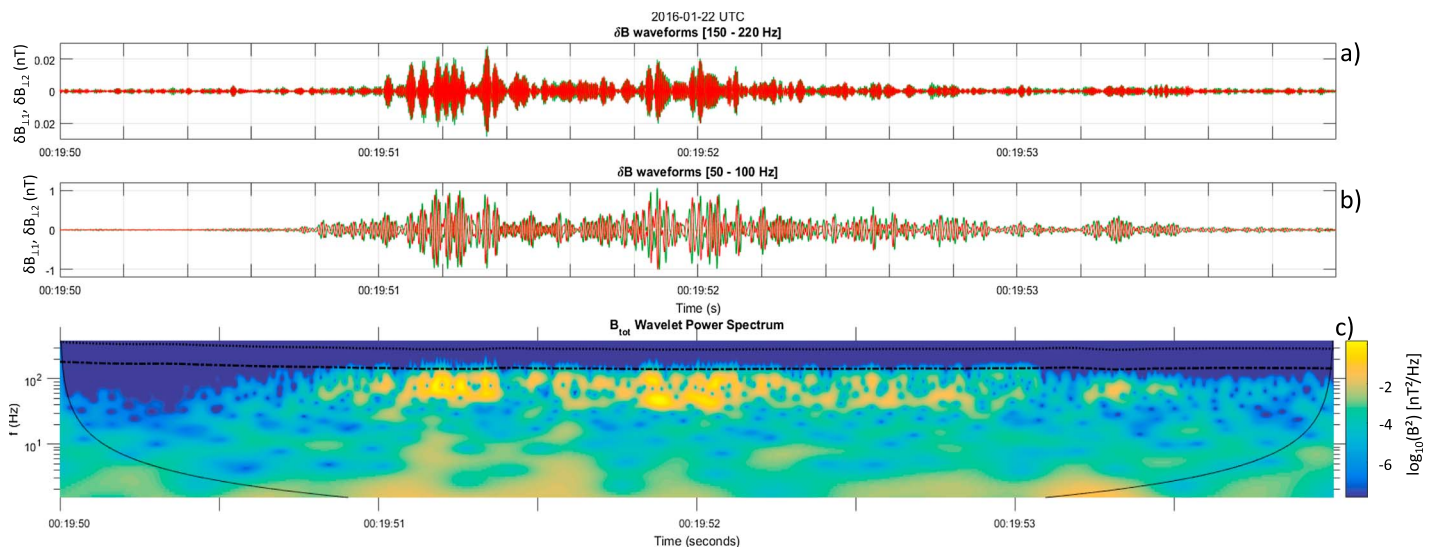 2016-01-22 UTC
δB waveforms [150 - 220 Hz]
a)
δB⊥1, δB⊥2 (nT)
0.02
0
0.02
00:19:50 00:19:51 00:19:52 00:19:53
δB waveforms [50 - 100 Hz]
b)
δB⊥1, δB⊥2 (nT)
1
0
-1
00:19:50 00:19:51 00:19:52 00:19:53
Time (s)
Btot Wavelet Power Spectrum
c)
f (Hz)
10²
10¹
-2
-4
-6
log₁₀(B²) [nT²/Hz]
00:19:50 00:19:51 00:19:52 00:19:53
Time (seconds)